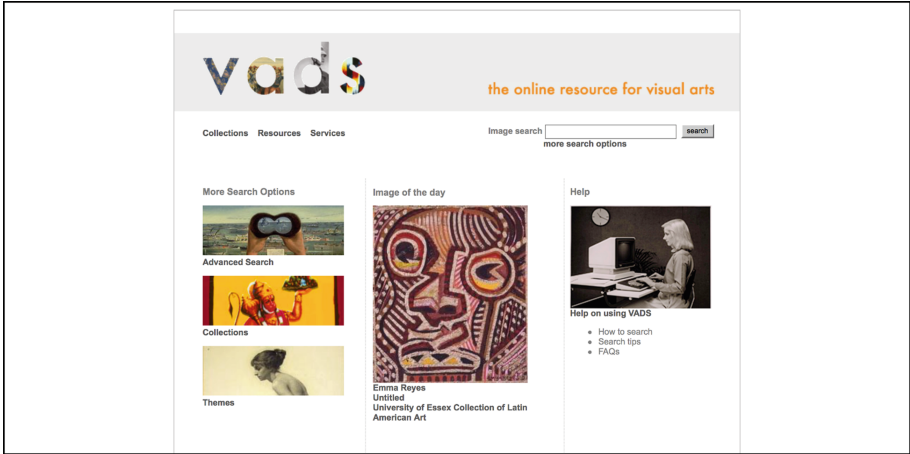 vads
the online resource for visual arts
Collections Resources Services
Image search search
more search options
More Search Options
Advanced Search
Collections
Themes
Image of the day
Emma Reyes
Untitled
University of Essex Collection of Latin
American Art
Help
Help on using VADS
How to search
Search tips
FAQs